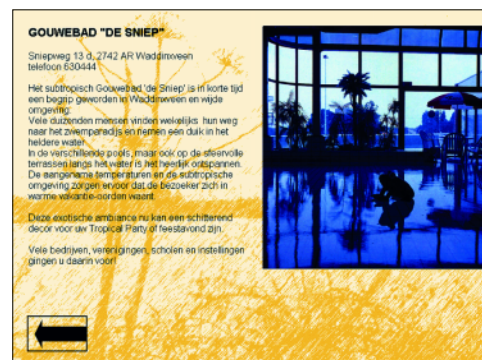 GOUWEBAD "DE SNIEP"
Sniepweg 13 d, 2742 AR Waddinxveen
telefoon 630444
Het subtropisch Gouwebad 'de Sniep' is in korte tijd
een begrip geworden in Waddinxveen en wijde
omgeving:
Vele duizenden mensen vinden wekelijks hun weg
naar het zwemparadijs en nemen een duik in het
heldere water.
In de verschillende pools, maar ook op de sfeervolle
terrassen langs het water is het heerlijk ontspannen.
De aangename temperaturen en de subtropische
omgeving zorgen ervoor dat de bezoeker zich in
warme vakantie-oorden waant.
Deze exotische ambiance nu kan een schitterend
decor voor uw Tropical Party of feestavond zijn.
Vele bedrijven, verenigingen, scholen en instellingen
gingen u daarin voor!